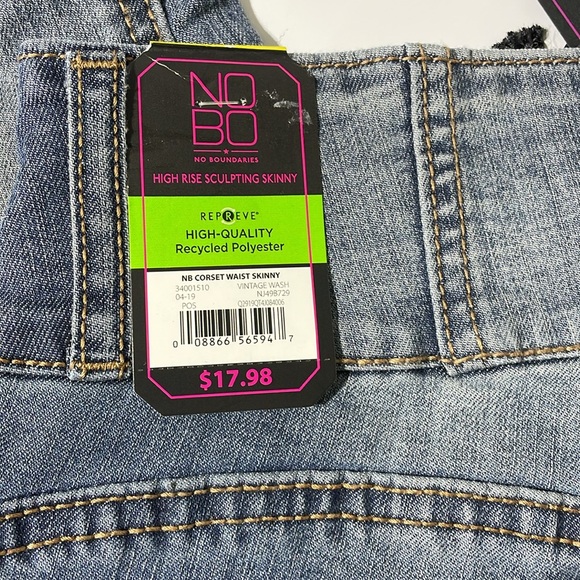 NO
BO
NO BOUNDARIES
HIGH RISE SCULPTING SKINNY
REPREVE®
HIGH-QUALITY
Recycled Polyester
NB CORSET WAIST SKINNY
34001510 VINTAGE WASH
04-19 NJ498729
POS Q2919QT4J084006
0 08866 56594 7
$17.98